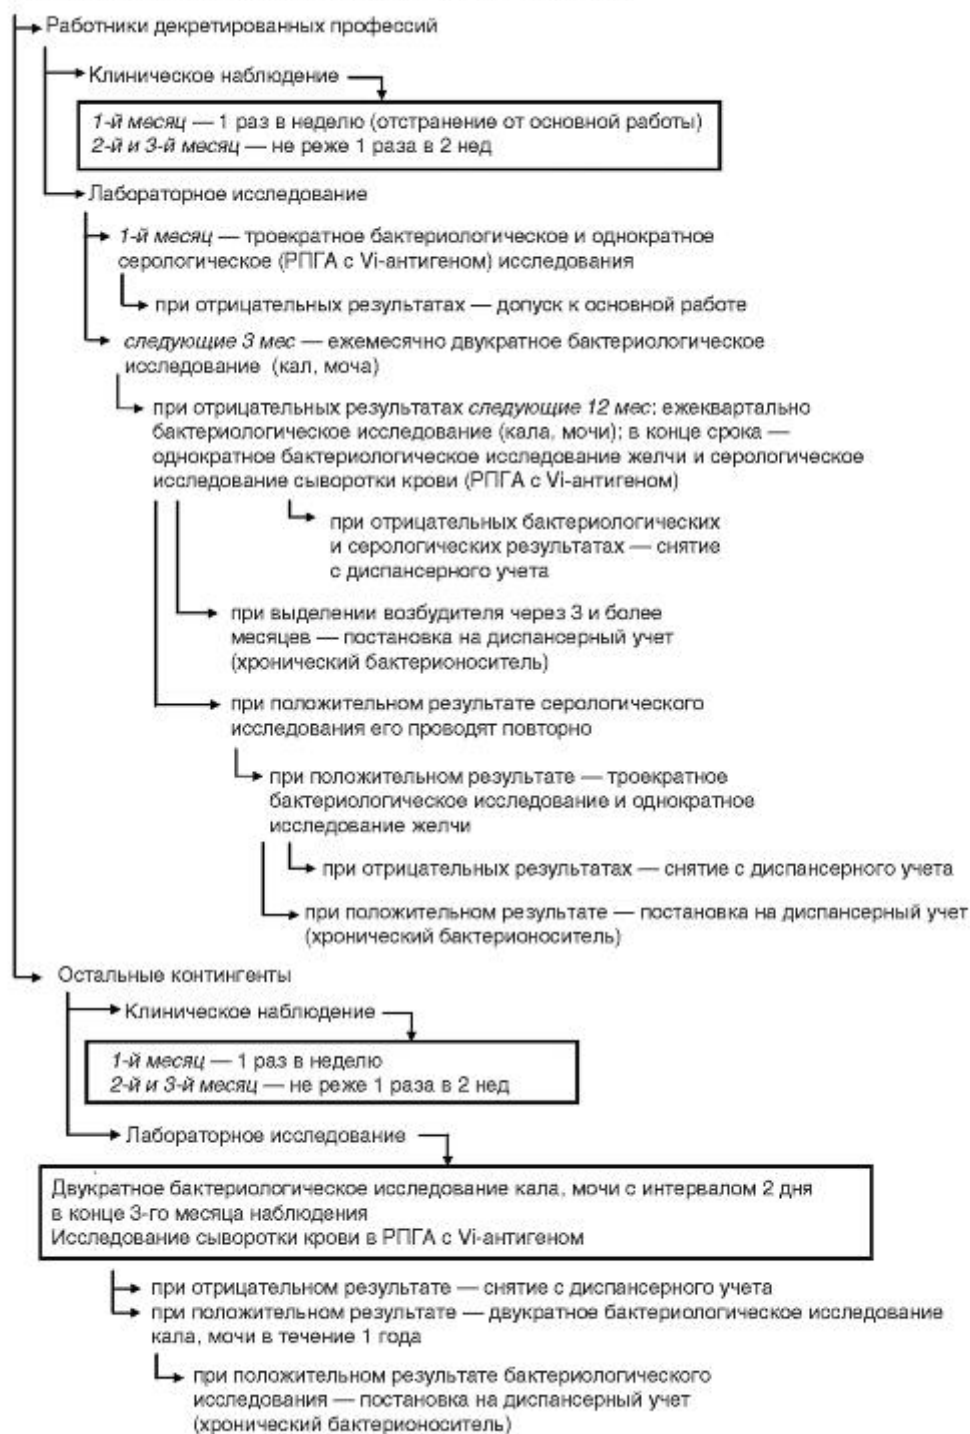 Работники декретированных профессий
Клиническое наблюдение
1-й месяц — 1 раз в неделю (отстранение от основной работы)
2-й и 3-й месяц — не реже 1 раза в 2 нед
Лабораторное исследование
1-й месяц — троекратное бактериологическое и однократное
серологическое (РПГА с Vi-антигеном) исследования
при отрицательных результатах — допуск к основной работе
следующие 3 мес — ежемесячно двукратное бактериологическое
исследование (кал, моча)
при отрицательных результатах следующие 12 мес: ежеквартально
бактериологическое исследование (кала, мочи); в конце срока —
однократное бактериологическое исследование желчи и серологическое
исследование сыворотки крови (РПГА с Vi-антигеном)
при отрицательных бактериологических
и серологических результатах — снятие
с диспансерного учета
при выделении возбудителя через 3 и более
месяцев — постановка на диспансерный учет
(хронический бактерионоситель)
при положительном результате серологического
исследования его проводят повторно
при положительном результате — троекратное
бактериологическое исследование и однократное
исследование желчи
при отрицательных результатах — снятие с диспансерного учета
при положительном результате — постановка на диспансерный учет
(хронический бактерионоситель)
Остальные контингенты
Клиническое наблюдение
1-й месяц — 1 раз в неделю
2-й и 3-й месяц — не реже 1 раза в 2 нед
Лабораторное исследование
Двукратное бактериологическое исследование кала, мочи с интервалом 2 дня
в конце 3-го месяца наблюдения
Исследование сыворотки крови в РПГА с Vi-антигеном
при отрицательном результате — снятие с диспансерного учета
при положительном результате — двукратное бактериологическое исследование
кала, мочи в течение 1 года
при положительном результате бактериологического
исследования — постановка на диспансерный учет
(хронический бактерионоситель)